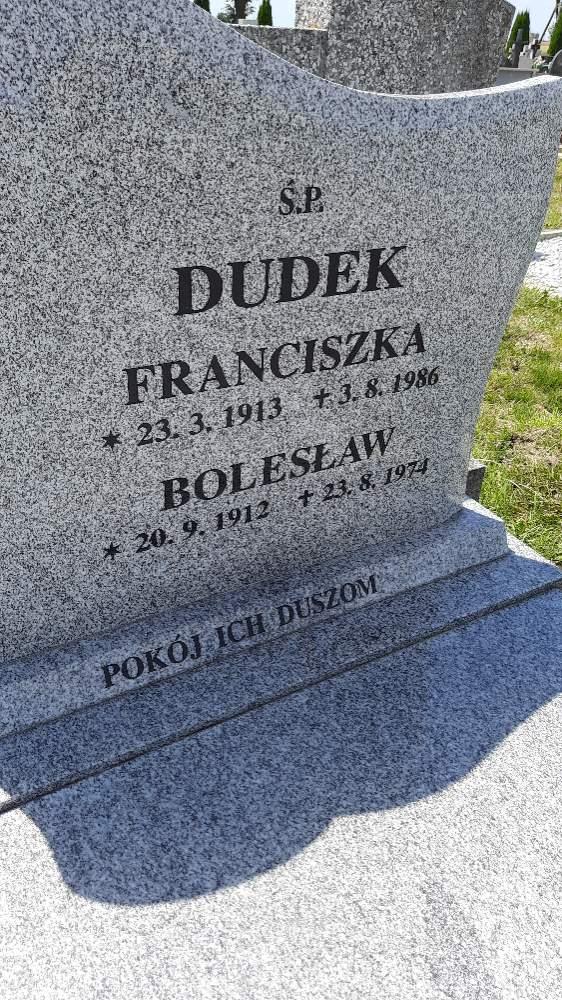 Ś.P.
DUDEK
FRANCISZKA
★ 23. 3. 1913 ✝ 3. 8. 1986
BOLESŁAW
★ 20. 9. 1912 ✝ 23. 8. 1974
POKÓJ ICH DUSZOM